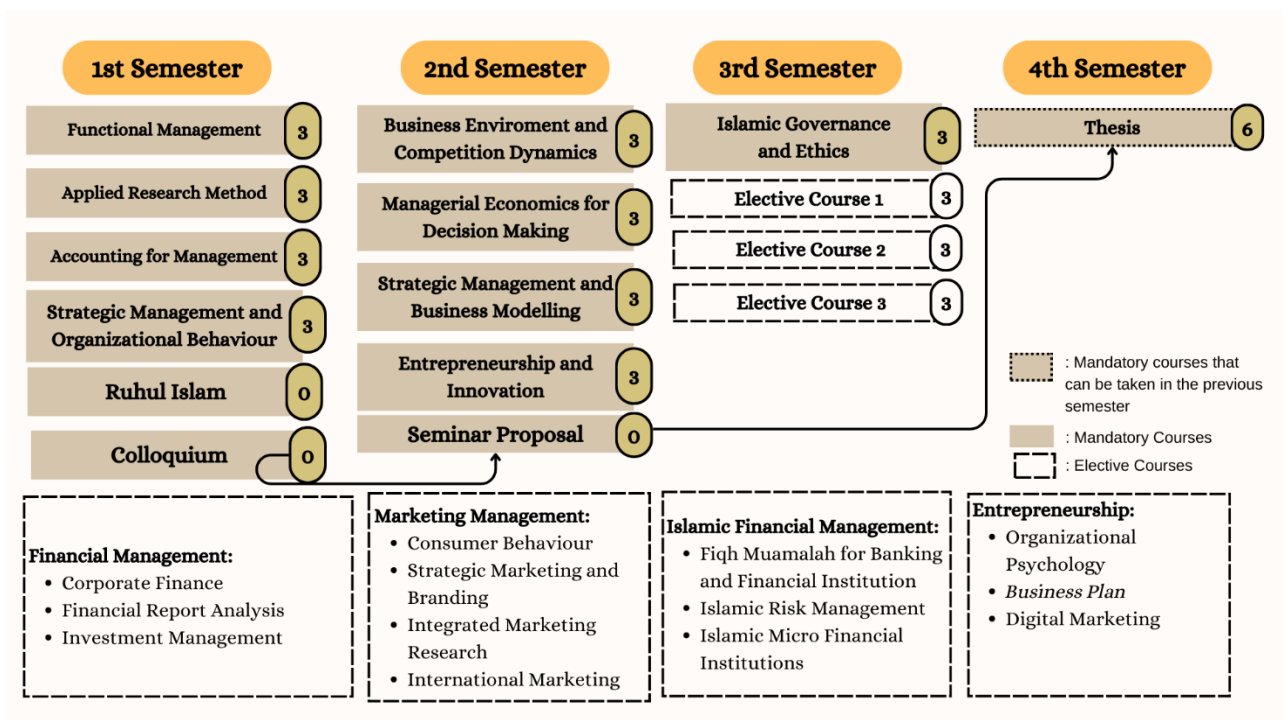 1st Semester
Functional Management
3
Applied Research Method
3
Accounting for Management
3
Strategic Management and
Organizational Behaviour
3
Ruhul Islam
0
Colloquium
0
2nd Semester
Business Enviroment and
Competition Dynamics
3
Managerial Economics for
Decision Making
3
Strategic Management and
Business Modelling
3
Entrepreneurship and
Innovation
3
Seminar Proposal
0
3rd Semester
Islamic Governance
and Ethics
3
Elective Course 1
3
Elective Course 2
3
Elective Course 3
3
4th Semester
Thesis
6
: Mandatory courses that
can be taken in the previous
semester
: Mandatory Courses
: Elective Courses
Financial Management:
• Corporate Finance
• Financial Report Analysis
• Investment Management
Marketing Management:
• Consumer Behaviour
• Strategic Marketing and
Branding
• Integrated Marketing
Research
• International Marketing
Islamic Financial Management:
• Fiqh Muamalah for Banking
and Financial Institution
• Islamic Risk Management
• Islamic Micro Financial
Institutions
Entrepreneurship:
• Organizational
Psychology
• Business Plan
• Digital Marketing